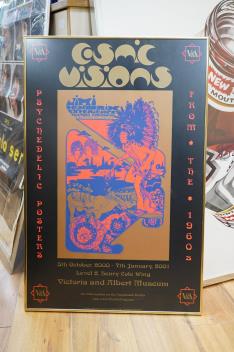 V&A
COSMIC
V&A
VISIONS
PSYCHEDELIC POSTERS
FROM • THE • 1960s
5th October 2000 - 7th January, 2001
Level 2, Henry Cole Wing
Victoria and Albert Museum
V&A
V&A
MOUT